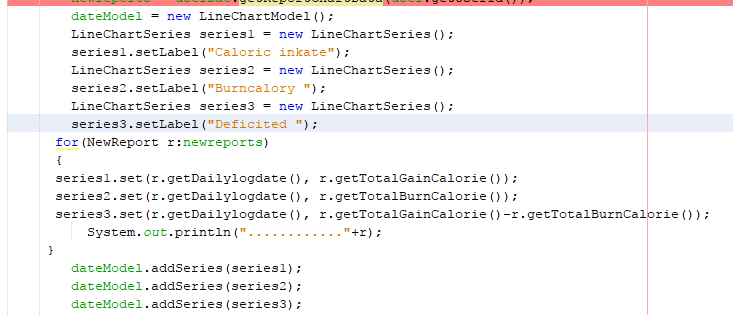 dateModel = new LineChartModel();
LineChartSeries series1 = new LineChartSeries();
series1.setLabel("Caloric inkate");
LineChartSeries series2 = new LineChartSeries();
series2.setLabel("Burncalory ");
LineChartSeries series3 = new LineChartSeries();
series3.setLabel("Deficited ");
for(NewReport r:newreports)
{
series1.set(r.getDailylogdate(), r.getTotalGainCalorie());
series2.set(r.getDailylogdate(), r.getTotalBurnCalorie());
series3.set(r.getDailylogdate(), r.getTotalGainCalorie()-r.getTotalBurnCalorie());
System.out.println("............"+r);
}
dateModel.addSeries(series1);
dateModel.addSeries(series2);
dateModel.addSeries(series3);